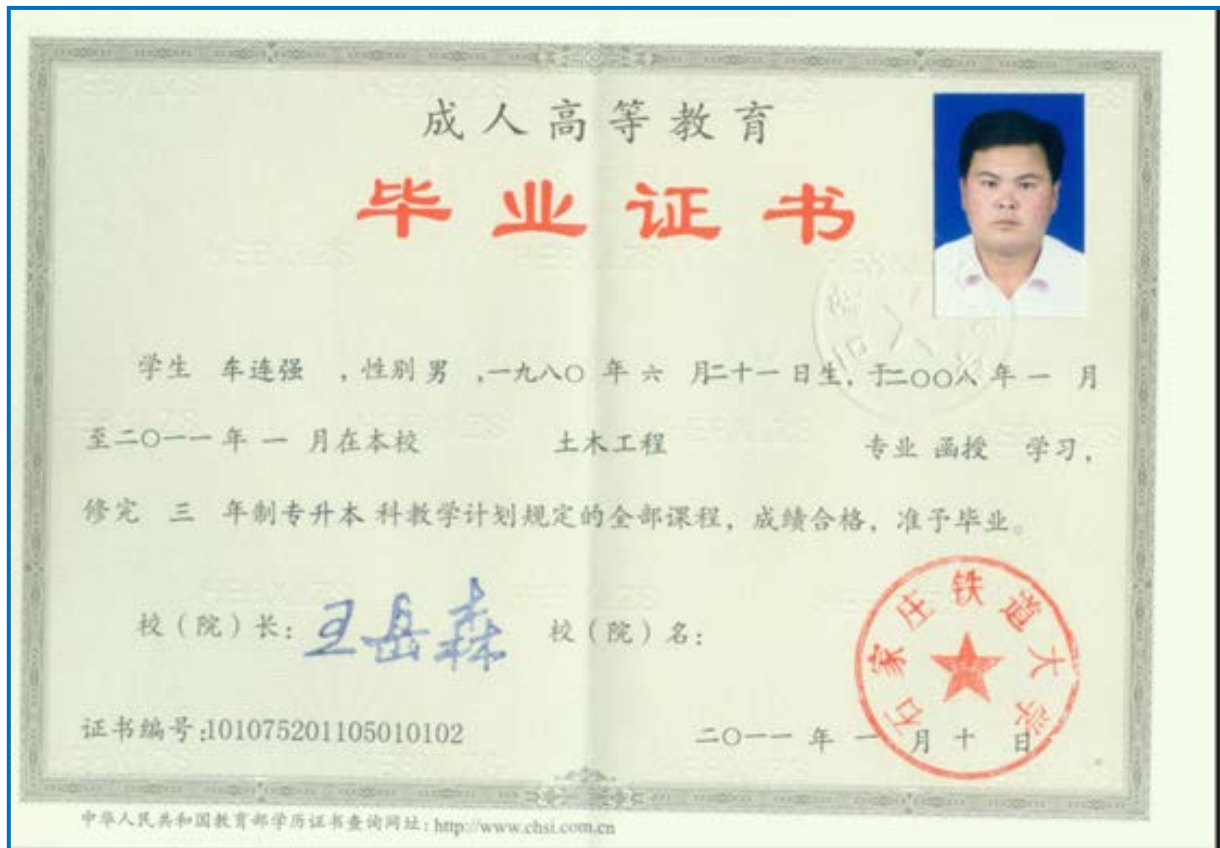 成人高等教育
毕业证书
学生 车连强 ,性别 男 ,一九八〇 年 六 月二十一日生,于二〇〇八 年 一 月
至二〇一一 年 一 月在本校 土木工程 专业 函授 学习,
修完 三 年制专升本 科教学计划规定的全部课程,成绩合格,准予毕业。
校(院)长: 王岳森 校(院)名:
石家庄铁道大学
证书编号:101075201105010102
二〇一一 年 一 月 十 日
中华人民共和国教育部学历证书查询网址: http://www.chsi.com.cn